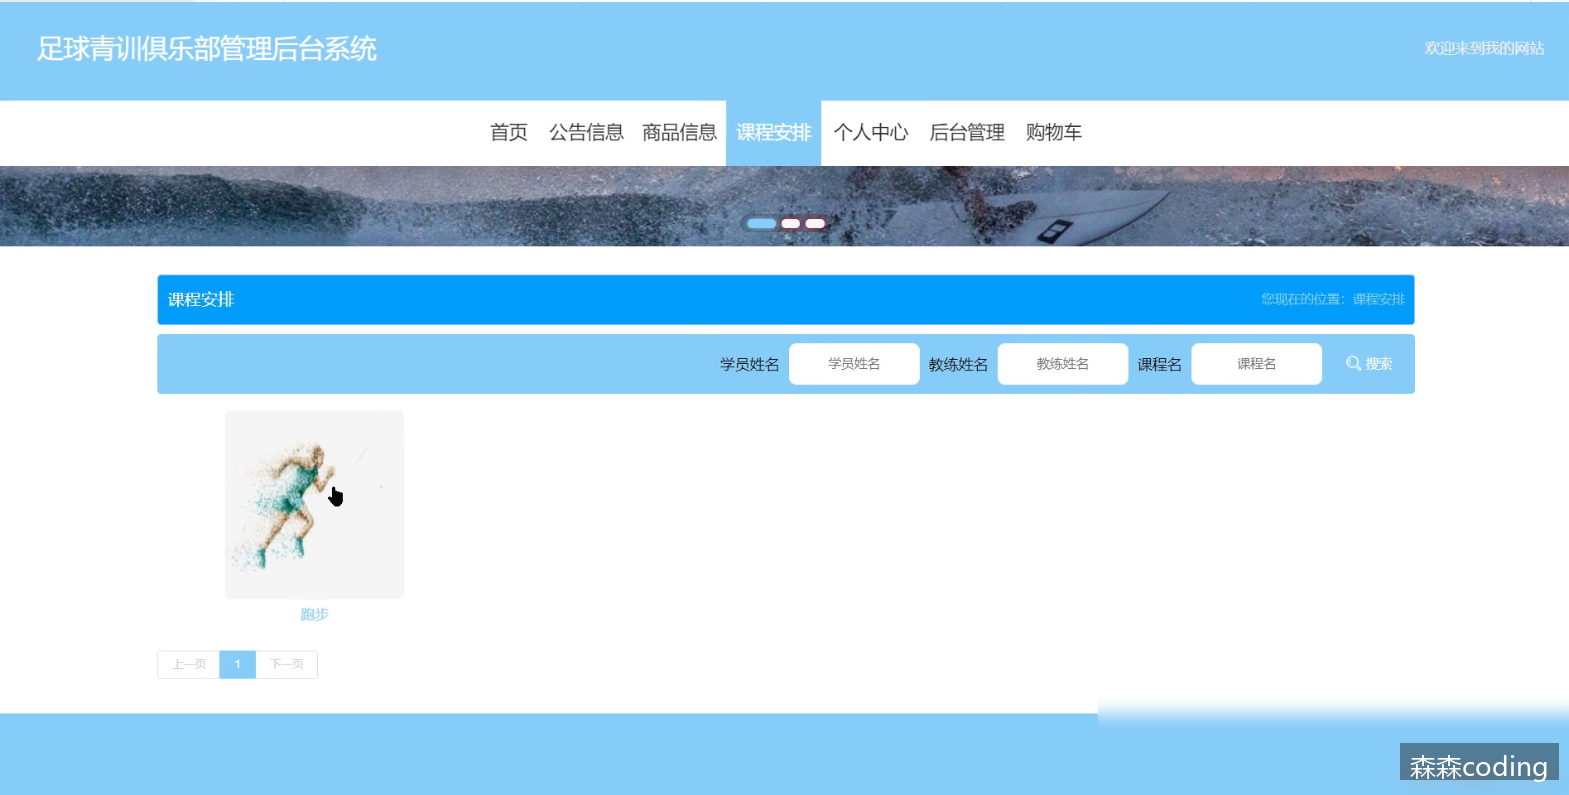 足球青训俱乐部管理后台系统
欢迎来到我的网站
首页 公告信息 商品信息 课程安排 个人中心 后台管理 购物车
课程安排
您现在的位置：课程安排
学员姓名 学员姓名 教练姓名 教练姓名 课程名 课程名 搜索
跑步
上一页 1 下一页
森森coding